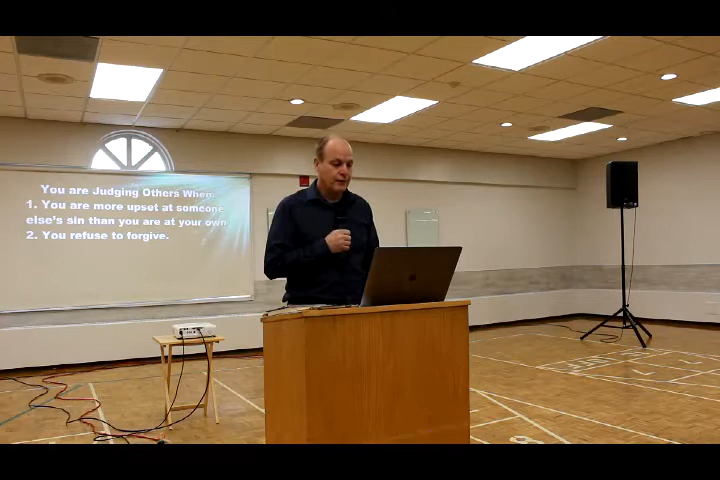 You are Judging Others When:
1. You are more upset at someone
else's sin than you are at your own
2. You refuse to forgive.